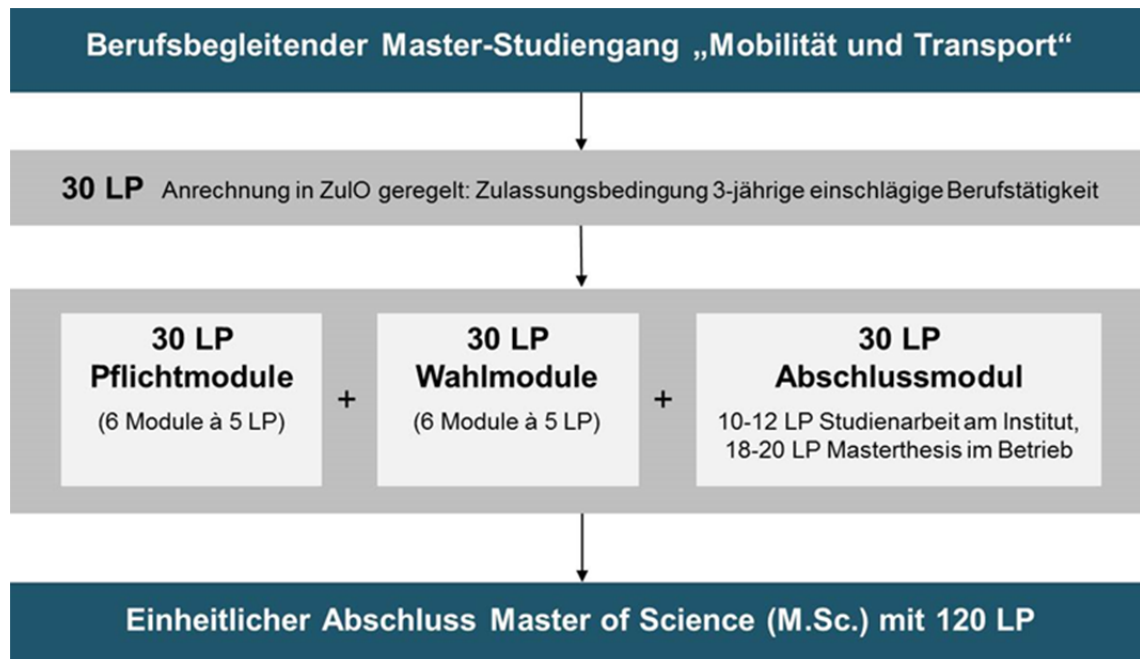 Berufsbegleitender Master-Studiengang „Mobilität und Transport“
30 LP Anrechnung in ZulO geregelt: Zulassungsbedingung 3-jährige einschlägige Berufstätigkeit
30 LP
Pflichtmodule
(6 Module à 5 LP)
+
30 LP
Wahlmodule
(6 Module à 5 LP)
+
30 LP
Abschlussmodul
10-12 LP Studienarbeit am Institut,
18-20 LP Masterthesis im Betrieb
Einheitlicher Abschluss Master of Science (M.Sc.) mit 120 LP